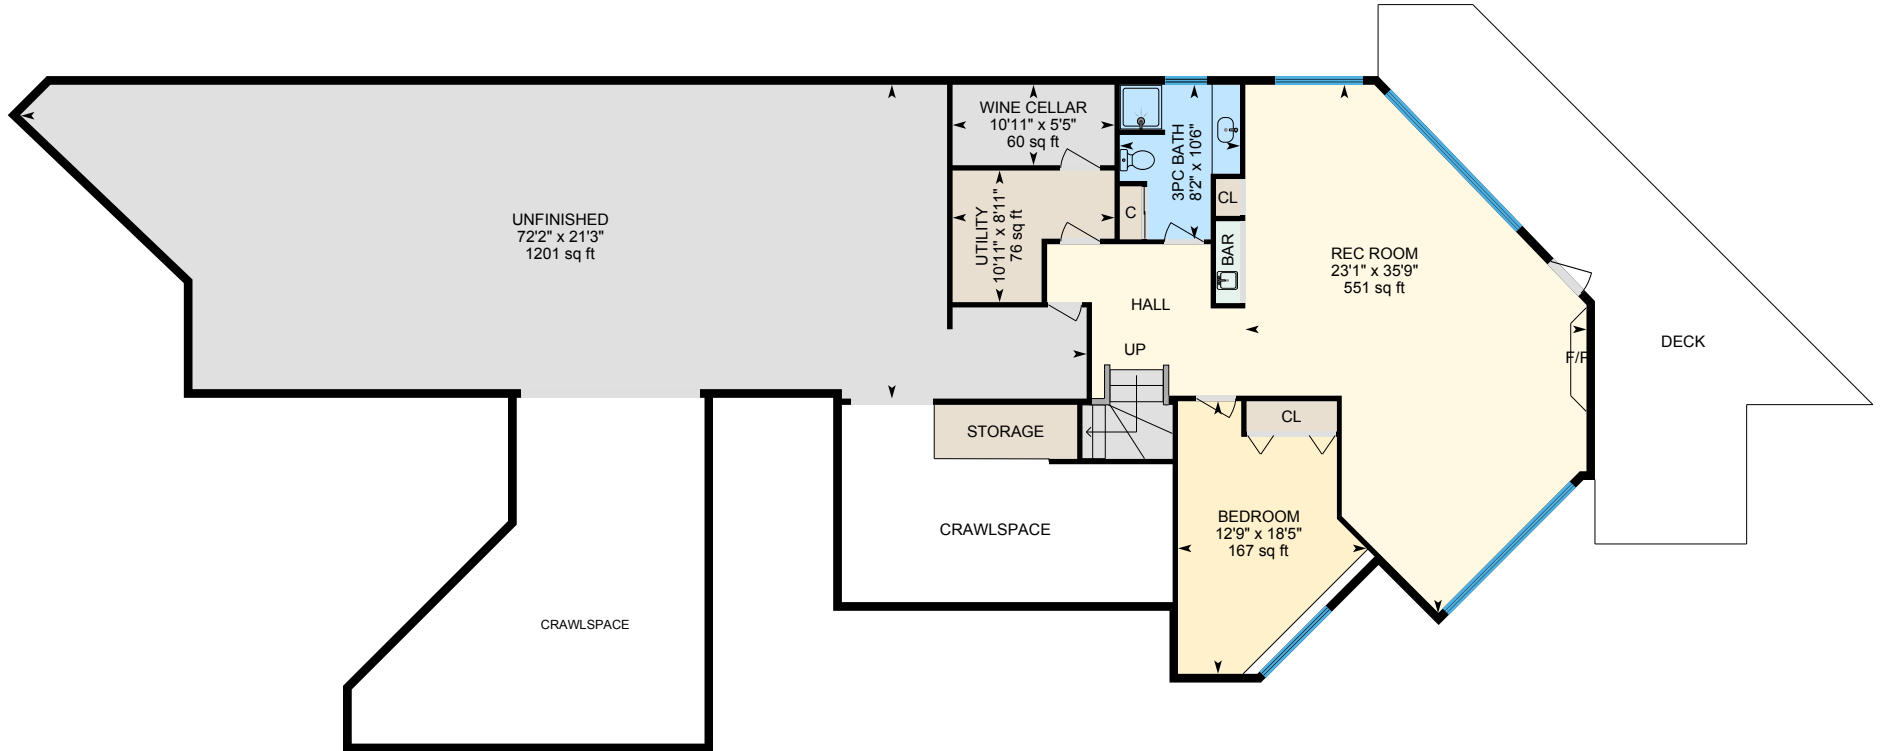 WINE CELLAR
10'11" x 5'5"
60 sq ft
3PC BATH
8'2" x 10'6"
UNFINISHED
72'2" x 21'3"
1201 sq ft
UTILITY
10'11" x 8'11"
76 sq ft
C
CL
BAR
REC ROOM
23'1" x 35'9"
551 sq ft
HALL
UP
F/P
DECK
STORAGE
CL
CRAWLSPACE
BEDROOM
12'9" x 18'5"
167 sq ft
CRAWLSPACE